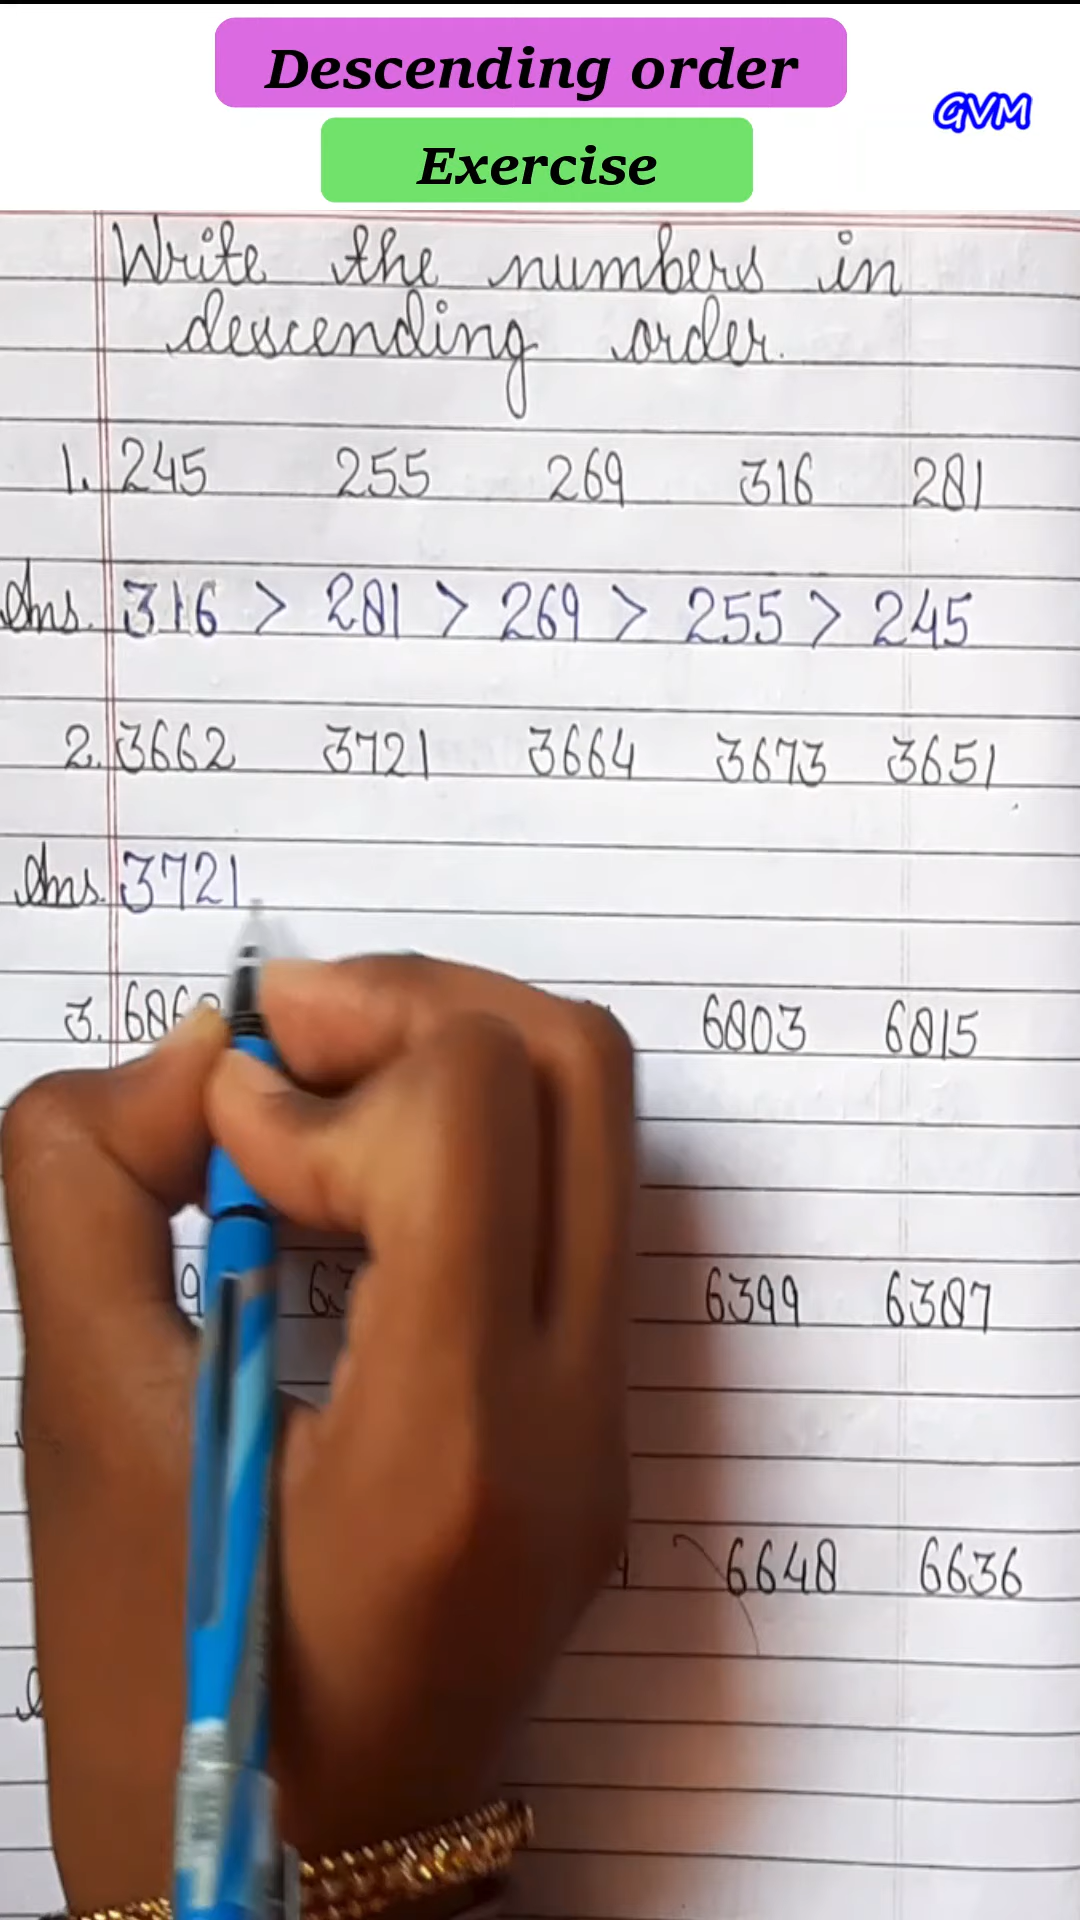 Descending order
GVM
Exercise
Write the numbers in
descending order.
1. 245 255 269 316 281
Ans. 316 > 281 > 269 > 255 > 245
2. 3662 3721 3664 3673 3651
Ans. 3721
3. 6803 6815
6399 6387
6648 6636